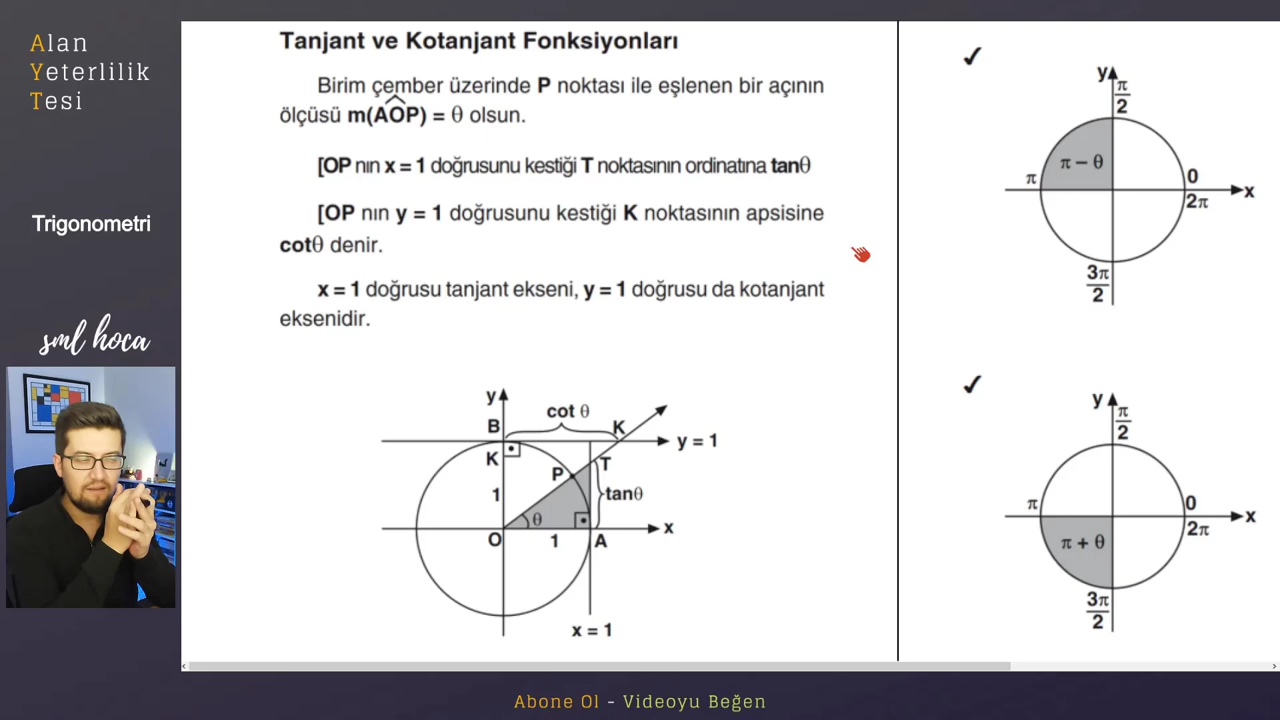 Alan
Yeterlilik
Tesi
Trigonometri
sml hoca
Tanjant ve Kotanjant Fonksiyonları
Birim çember üzerinde P noktası ile eşlenen bir açının
ölçüsü m(AOP) = θ olsun.
[OP nın x = 1 doğrusunu kestiği T noktasının ordinatına tanθ
[OP nın y = 1 doğrusunu kestiği K noktasının apsisine
cotθ denir.
x = 1 doğrusu tanjant ekseni, y = 1 doğrusu da kotanjant
eksenidir.
y
cot θ
B
K
y = 1
K
P
T
1
tanθ
θ
x
O
1
A
x = 1
✓
y
π/2
π − θ
π
0
x
2π
3π/2
✓
y
π/2
π
0
x
2π
π + θ
3π/2
Abone Ol - Videoyu Beğen